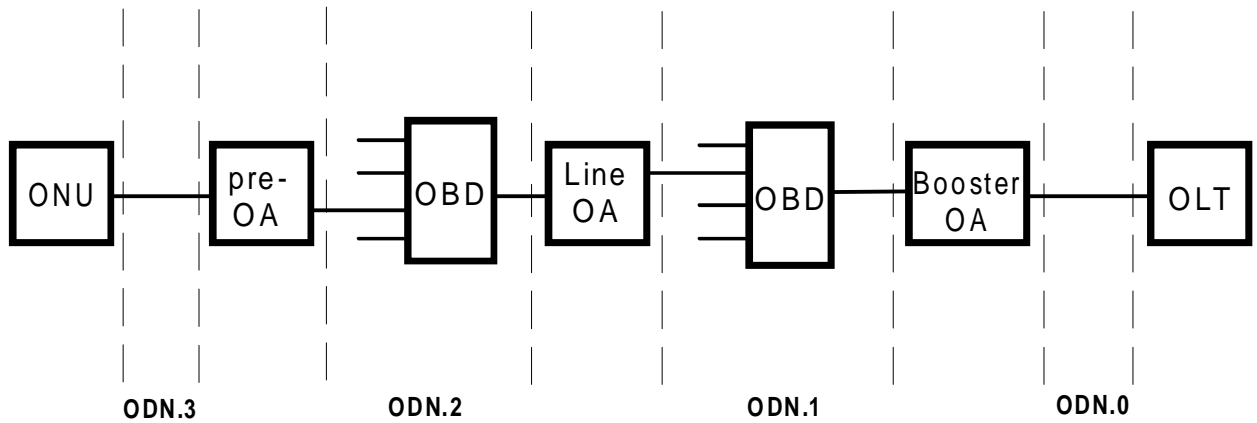 ONU
pre-
OA
OBD
Line
OA
OBD
Booster
OA
OLT
ODN.3
ODN.2
ODN.1
ODN.0